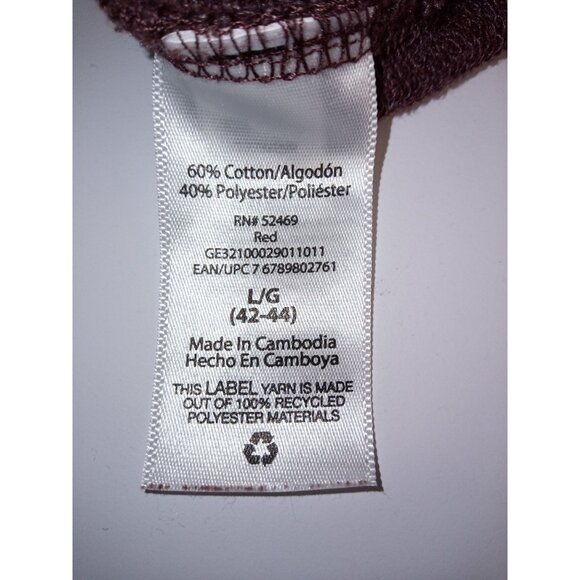 60% Cotton/Algodón
40% Polyester/Poliéster
RN# 52469
Red
GE32100029011011
EAN/UPC 7 6789802761
L/G
(42-44)
Made In Cambodia
Hecho En Camboya
THIS LABEL YARN IS MADE
OUT OF 100% RECYCLED
POLYESTER MATERIALS